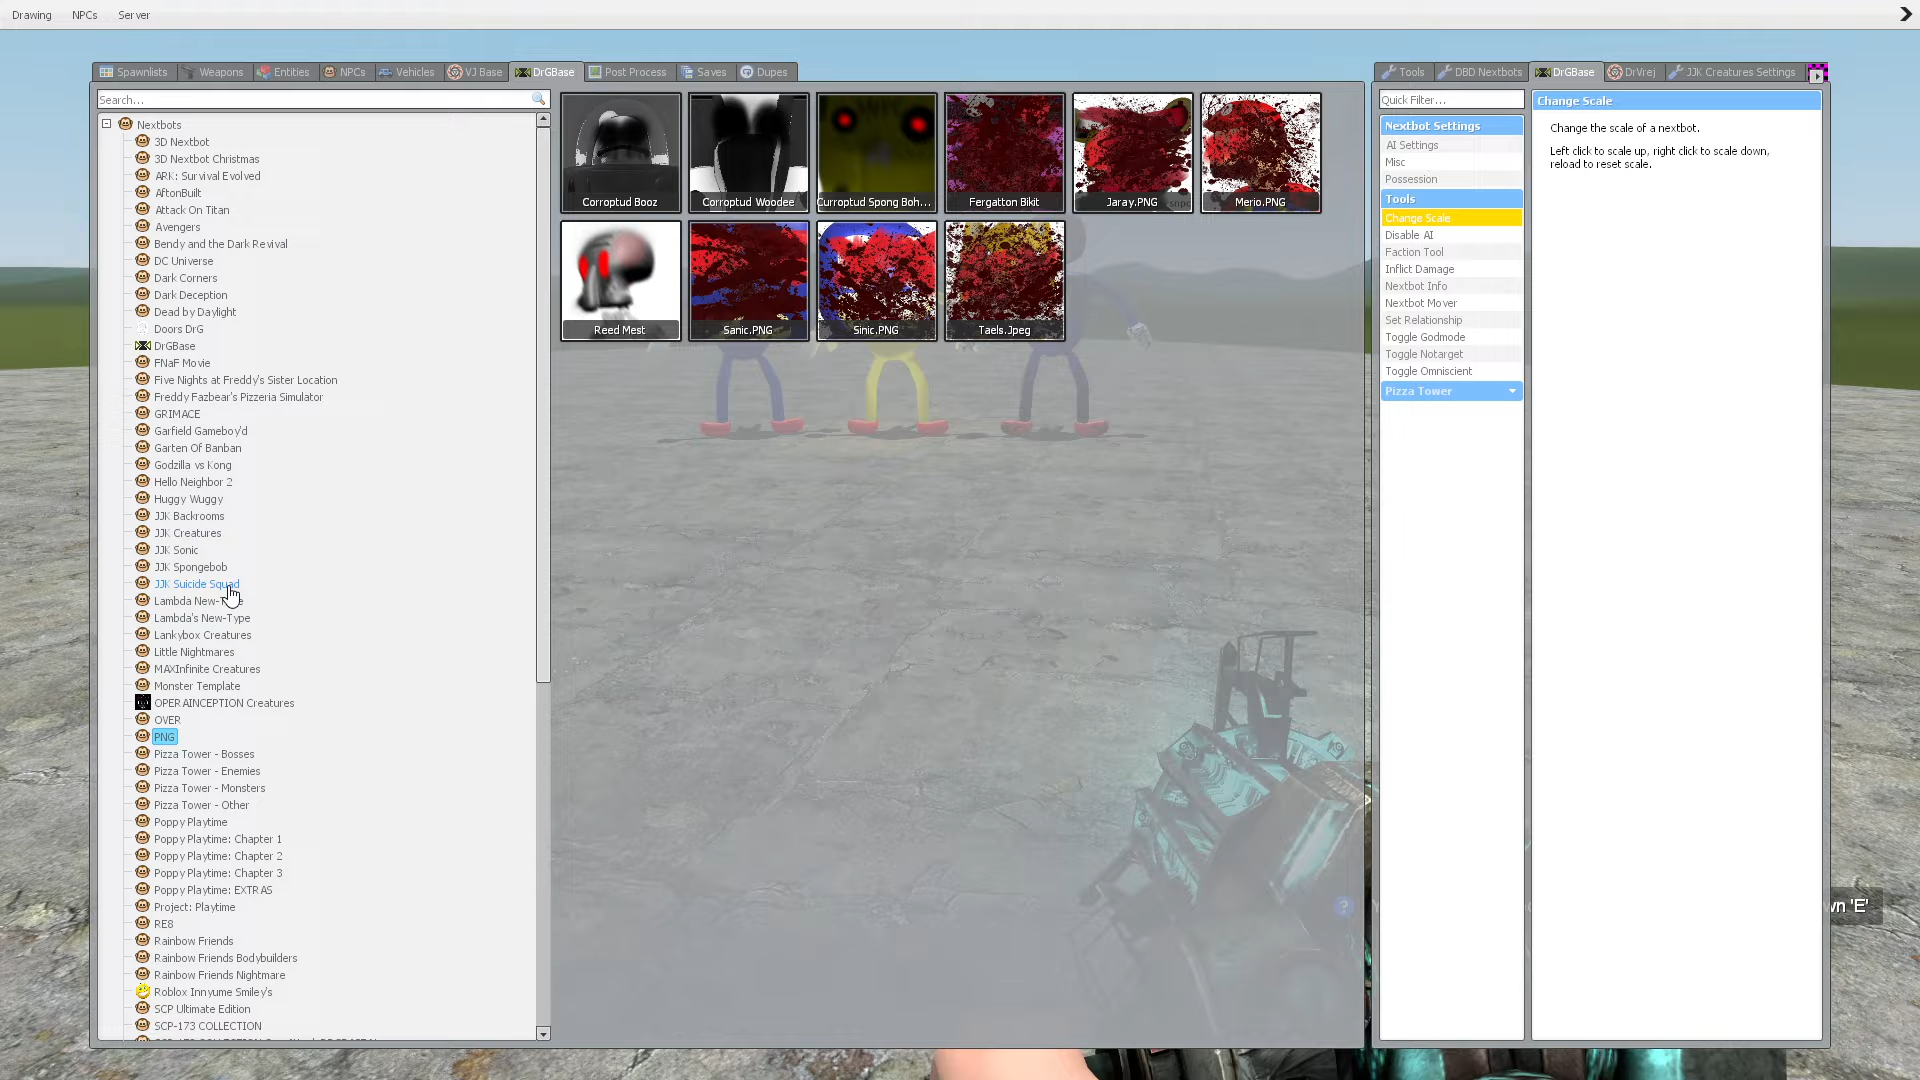 Drawing NPCs Server
Spawnlists Weapons Entities NPCs Vehicles VJ Base DrGBase Post Process Saves Dupes
Tools DBD Nextbots DrGBase DrVrej JJK Creatures Settings
Search...
Nextbots
3D Nextbot
3D Nextbot Christmas
ARK: Survival Evolved
AftonBuilt
Attack On Titan
Avengers
Bendy and the Dark Revival
DC Universe
Dark Corners
Dark Deception
Dead by Daylight
Doors DrG
DrGBase
FNaF Movie
Five Nights at Freddy's Sister Location
Freddy Fazbear's Pizzeria Simulator
GRIMACE
Garfield Gameboy'd
Garten Of Banban
Godzilla vs Kong
Hello Neighbor 2
Huggy Wuggy
JJK Backrooms
JJK Creatures
JJK Sonic
JJK Spongebob
JJK Suicide Squad
Lambda New-Type
Lambda's New-Type
Lankybox Creatures
Little Nightmares
MAXInfinite Creatures
Monster Template
OPERAINCEPTION Creatures
OVER
PNG
Pizza Tower - Bosses
Pizza Tower - Enemies
Pizza Tower - Monsters
Pizza Tower - Other
Poppy Playtime
Poppy Playtime: Chapter 1
Poppy Playtime: Chapter 2
Poppy Playtime: Chapter 3
Poppy Playtime: EXTRAS
Project: Playtime
RE8
Rainbow Friends
Rainbow Friends Bodybuilders
Rainbow Friends Nightmare
Roblox Innyume Smiley's
SCP Ultimate Edition
SCP-173 COLLECTION
Corroptud Booz Corroptud Woodee Curroptud Spong Boh... Fergatton Bikit Jaray.PNG Merio.PNG
Reed Mest Sanic.PNG Sinic.PNG Taels.Jpeg
Quick Filter...
Nextbot Settings
AI Settings
Misc
Possession
Tools
Change Scale
Disable AI
Faction Tool
Inflict Damage
Nextbot Info
Nextbot Mover
Set Relationship
Toggle Godmode
Toggle Notarget
Toggle Omniscient
Pizza Tower
Change Scale
Change the scale of a nextbot.
Left click to scale up, right click to scale down,
reload to reset scale.
wn 'E'